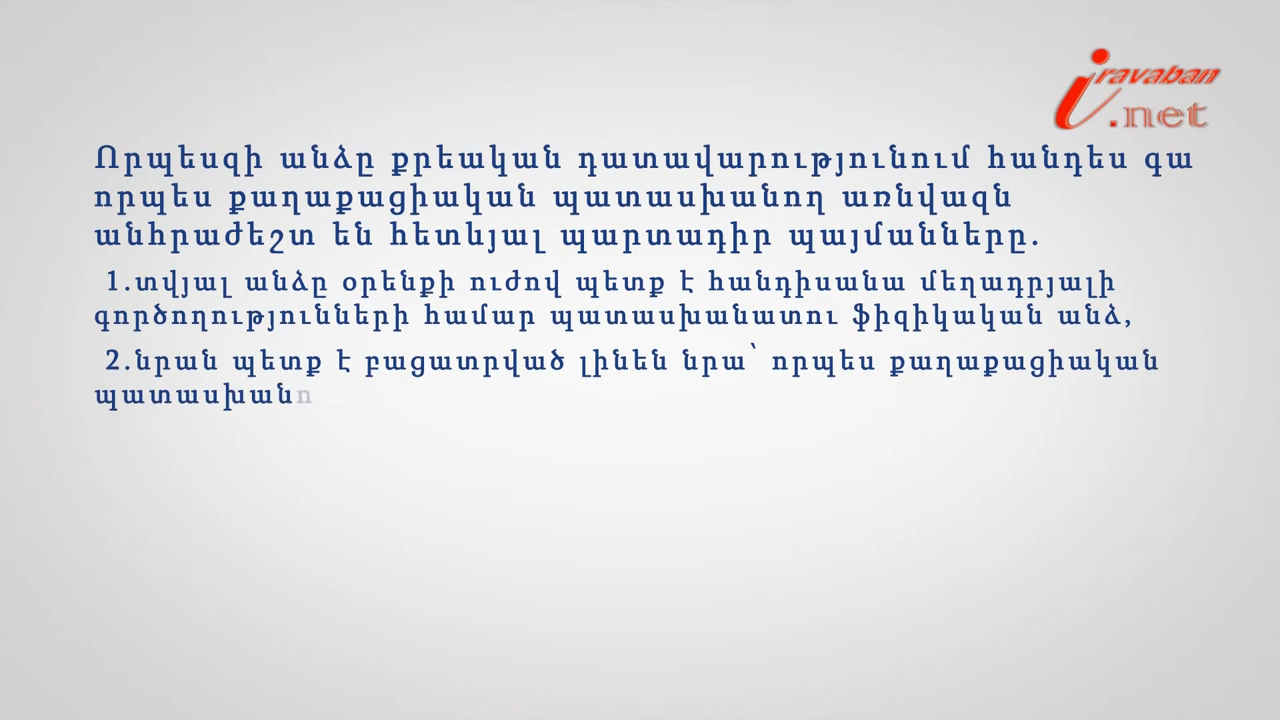 iravaban
.net
Որպեսզի անձը քրեական դատավարությունում հանդես գա
որպես քաղաքացիական պատասխանող առնվազն
անհրաժեշտ են հետևյալ պարտադիր պայմանները.
1.տվյալ անձը օրենքի ուժով պետք է հանդիսանա մեղադրյալի
գործողությունների համար պատասխանատու ֆիզիկական անձ,
2.նրան պետք է բացատրված լինեն նրա՝ որպես քաղաքացիական
պատասխանո